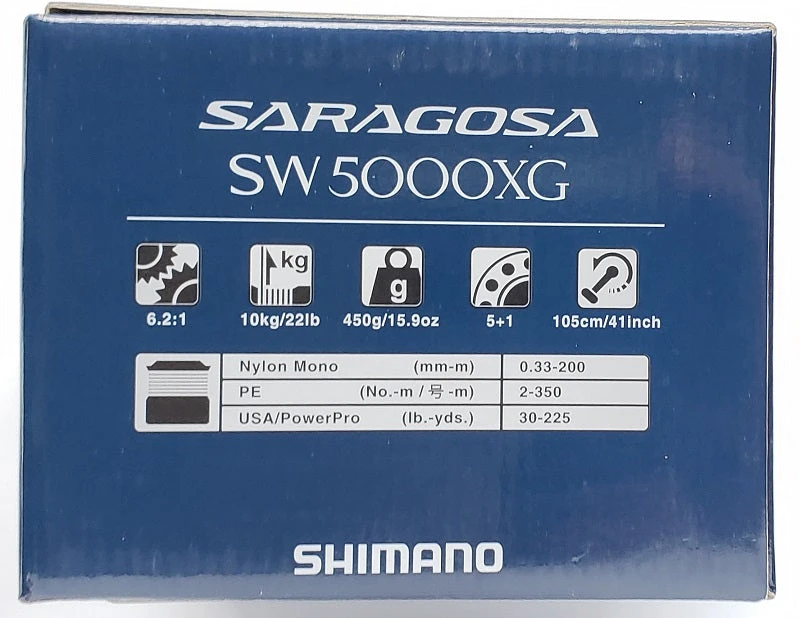 SARAGOSA
SW 5000XG
kg g
6.2:1 10kg/22lb 450g/15.9oz 5+1 105cm/41inch
Nylon Mono (mm-m) 0.33-200
PE (No.-m / 号 -m) 2-350
USA/PowerPro (lb.-yds.) 30-225
SHIMANO